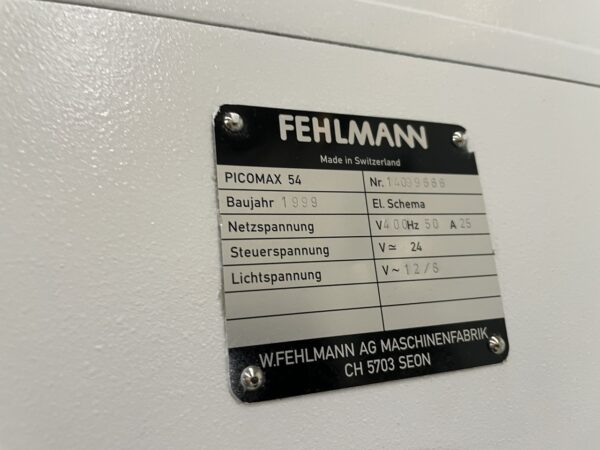 FEHLMANN
Made in Switzerland
PICOMAX 54 Nr. 14099686
Baujahr 1999 El. Schema
Netzspannung V 400 Hz 50 A 25
Steuerspannung V ≃ 24
Lichtspannung V ~ 12/6
W.FEHLMANN AG MASCHINENFABRIK
CH 5703 SEON